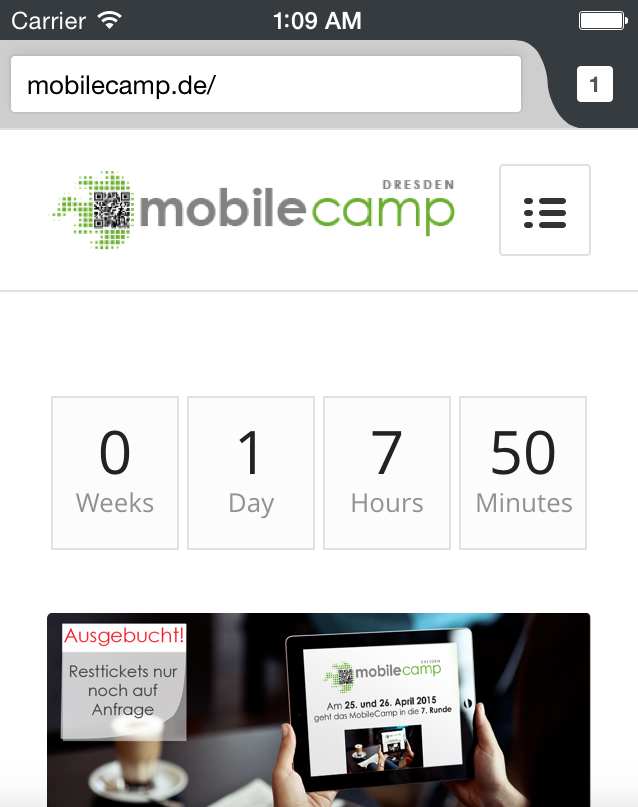 Carrier 1:09 AM
mobilecamp.de/
1
DRESDEN
mobilecamp
0 1 7 50
Weeks Day Hours Minutes
Ausgebucht!
Resttickets nur
noch auf
Anfrage
DRESDEN
mobilecamp
Am 25. und 26. April 2015
geht das MobileCamp in die 7. Runde